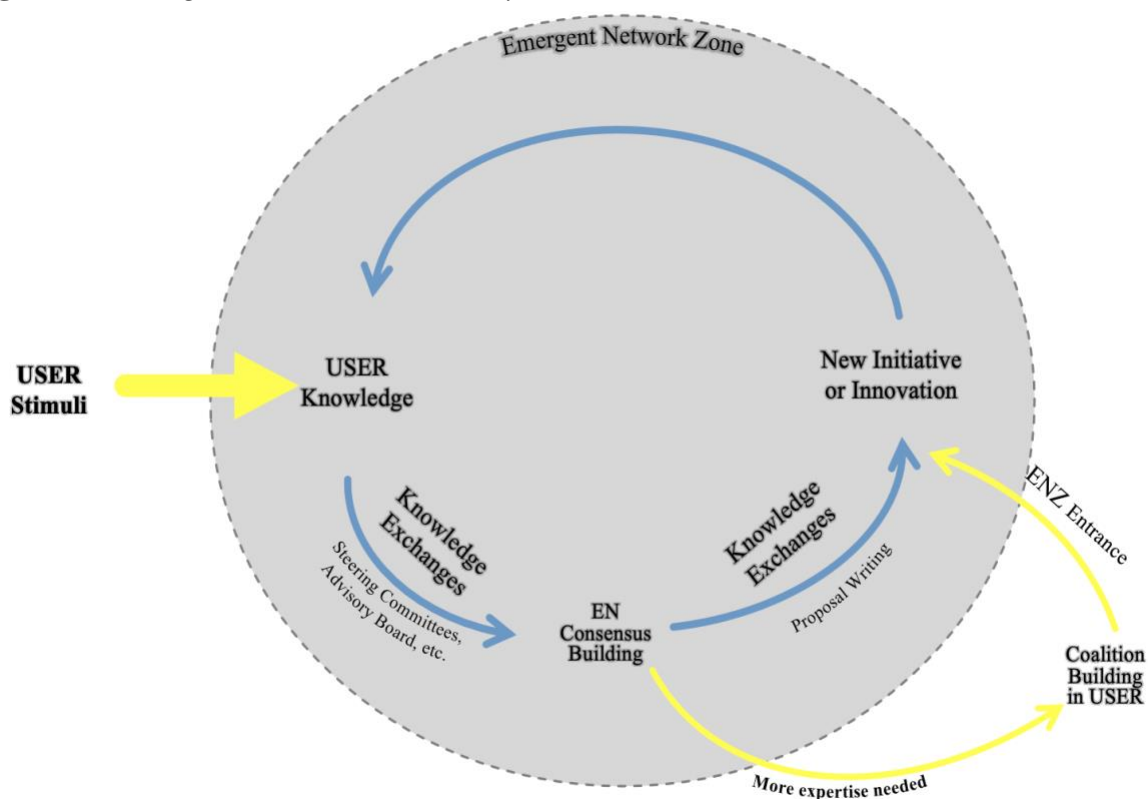 Emergent Network Zone
USER
Stimuli
USER
Knowledge
New Initiative
or Innovation
Knowledge
Exchanges
Steering Committees,
Advisory Board, etc.
EN
Consensus
Building
Knowledge
Exchanges
Proposal Writing
ENZ Entrance
Coalition
Building
in USER
More expertise needed